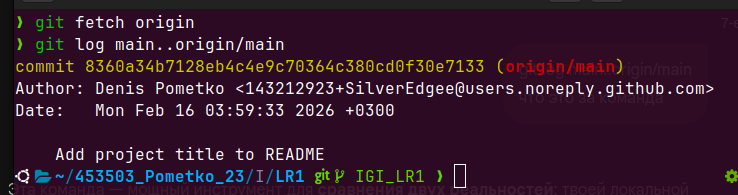 ❯ git fetch origin
❯ git log main..origin/main
commit 8360a34b7128eb4c4e9c70364c380cd0f30e7133 (origin/main)
Author: Denis Pometko <143212923+SilverEdgee@users.noreply.github.com>
Date:   Mon Feb 16 03:59:33 2026 +0300

    Add project title to README
~/453503_Pometko_23/I/LR1 git IGI_LR1 ❯